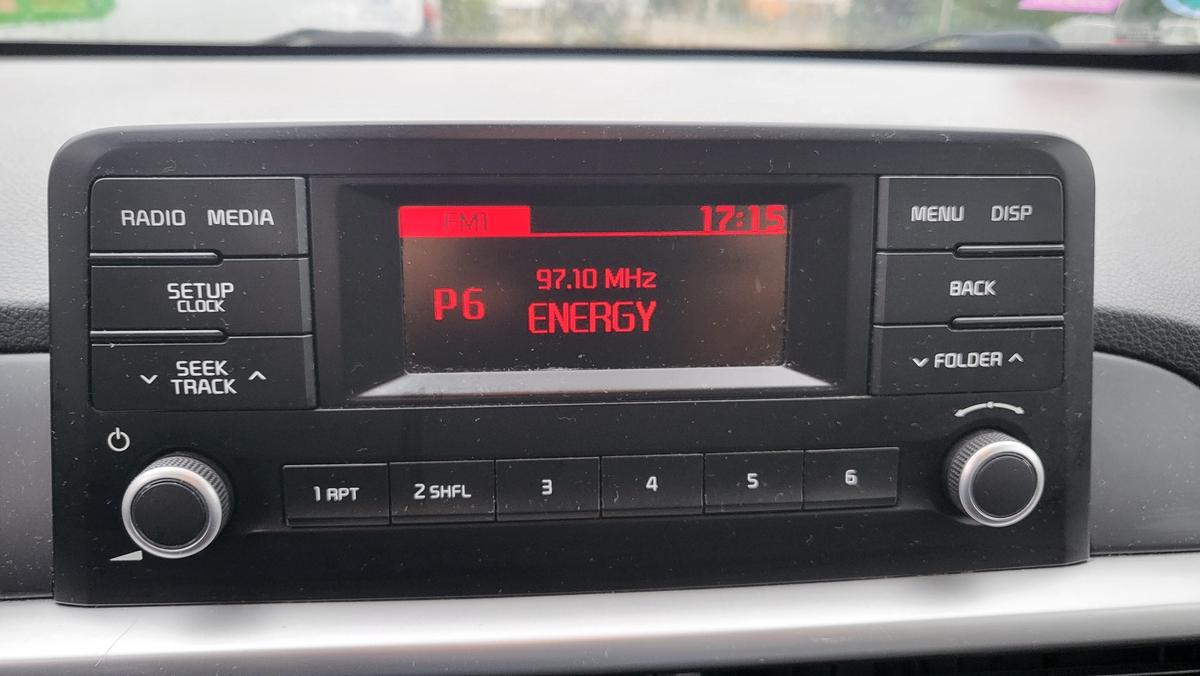 RADIO MEDIA
SETUP
CLOCK
SEEK
TRACK
FM1
17:15
97.10 MHz
P6
ENERGY
MENU DISP
BACK
FOLDER
1 RPT
2 SHFL
3
4
5
6